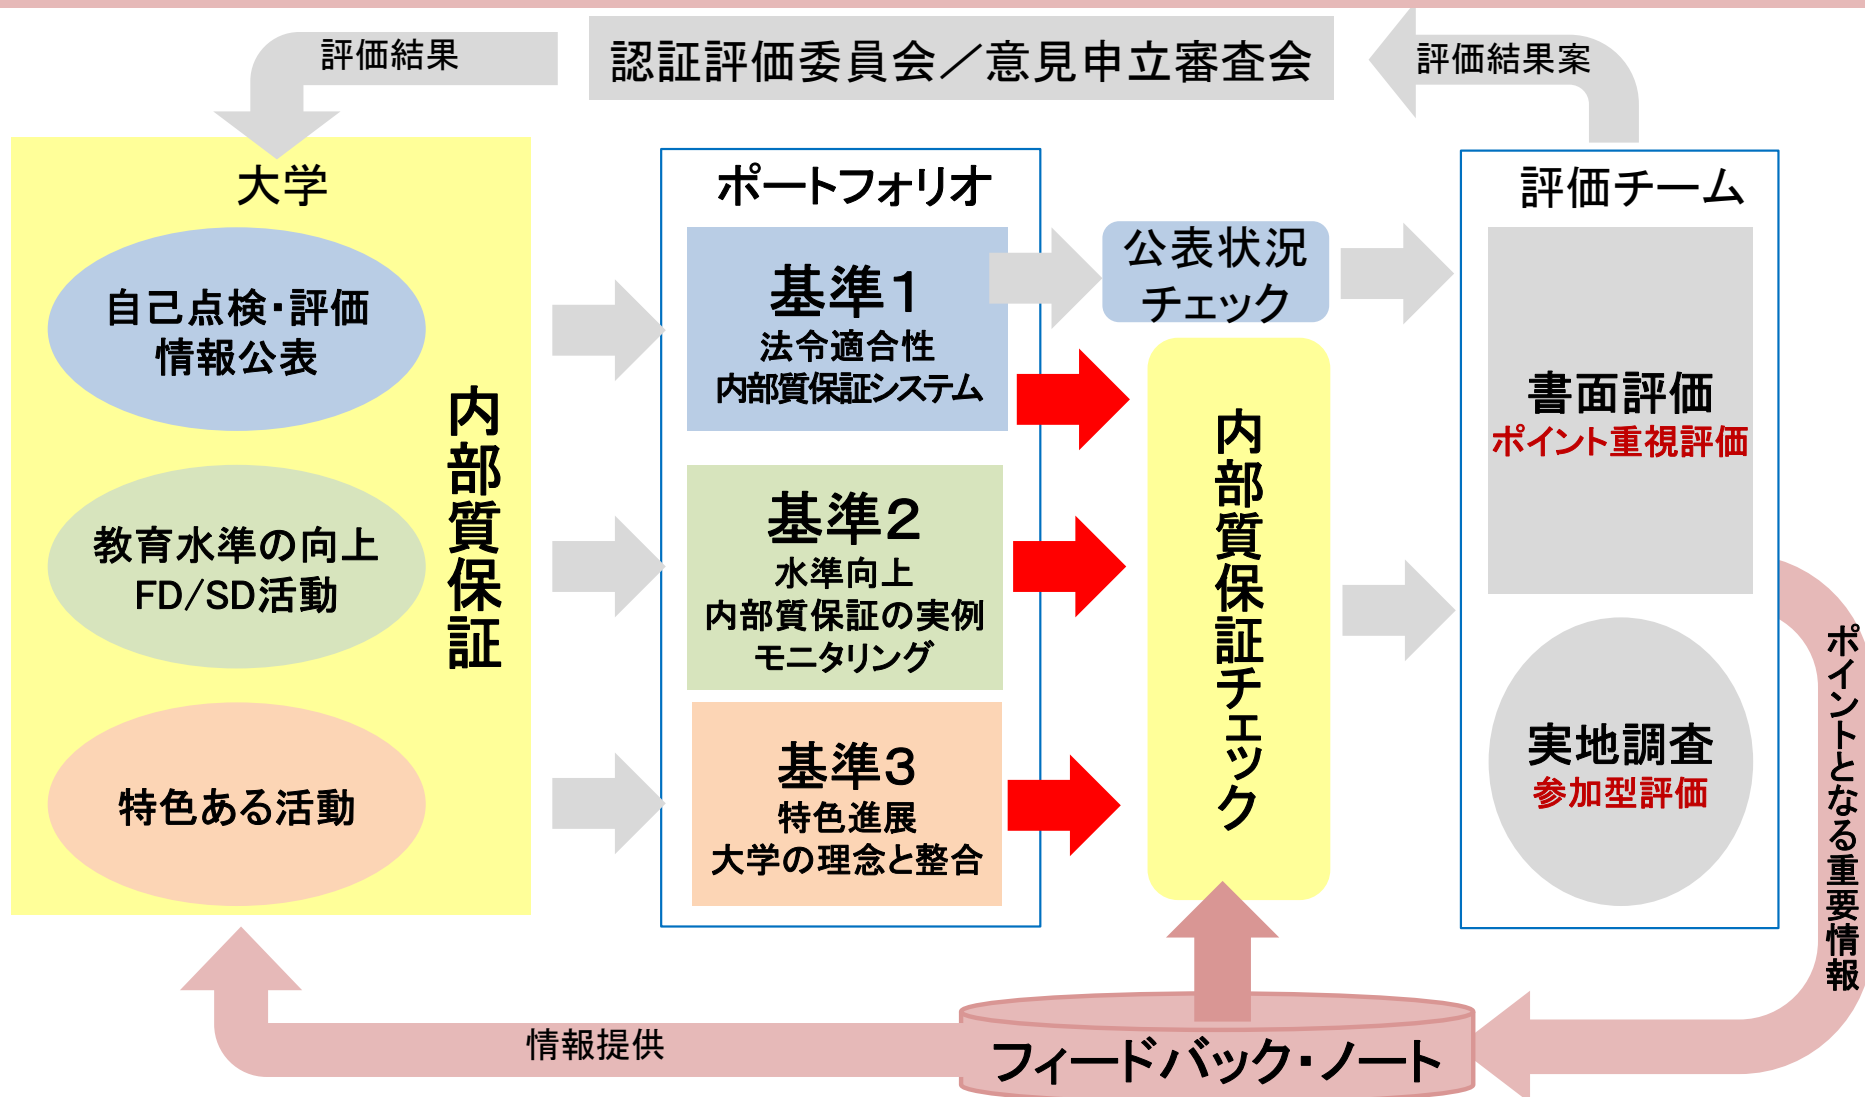 評価結果
認証評価委員会／意見申立審査会
評価結果案
大学
自己点検・評価
情報公表
教育水準の向上
FD/SD活動
特色ある活動
内部質保証
ポートフォリオ
基準１
法令適合性
内部質保証システム
基準２
水準向上
内部質保証の実例
モニタリング
基準３
特色進展
大学の理念と整合
公表状況
チェック
内部質保証チェック
評価チーム
書面評価
ポイント重視評価
実地調査
参加型評価
ポイントとなる重要情報
情報提供
フィードバック・ノート